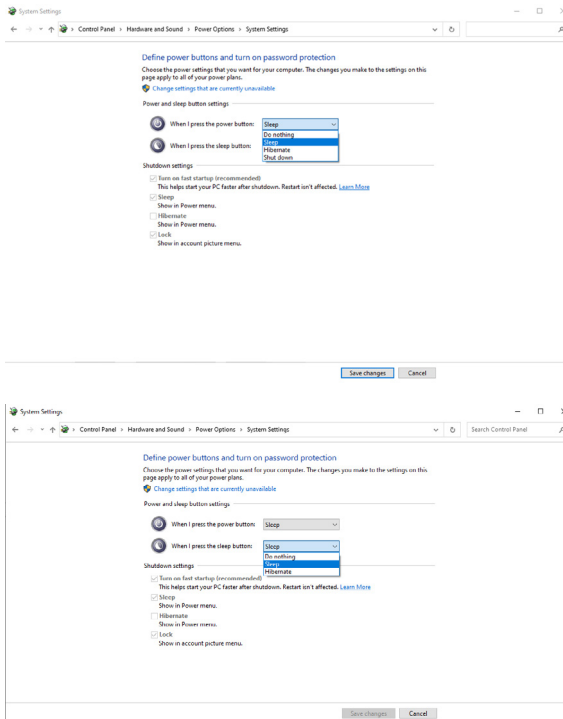 System Settings
Control Panel › Hardware and Sound › Power Options › System Settings
Define power buttons and turn on password protection
Choose the power settings that you want for your computer. The changes you make to the settings on this
page apply to all of your power plans.
Change settings that are currently unavailable
Power and sleep button settings
When I press the power button: Sleep
Do nothing
Sleep
Hibernate
Shut down
When I press the sleep button:
Shutdown settings
Turn on fast startup (recommended)
This helps start your PC faster after shutdown. Restart isn't affected. Learn More
Sleep
Show in Power menu.
Hibernate
Show in Power menu.
Lock
Show in account picture menu.
Save changes Cancel
System Settings
Control Panel › Hardware and Sound › Power Options › System Settings Search Control Panel
Define power buttons and turn on password protection
Choose the power settings that you want for your computer. The changes you make to the settings on this
page apply to all of your power plans.
Change settings that are currently unavailable
Power and sleep button settings
When I press the power button: Sleep
When I press the sleep button: Sleep
Do nothing
Sleep
Hibernate
Shutdown settings
Turn on fast startup (recommended)
This helps start your PC faster after shutdown. Restart isn't affected. Learn More
Sleep
Show in Power menu.
Hibernate
Show in Power menu.
Lock
Show in account picture menu.
Save changes Cancel